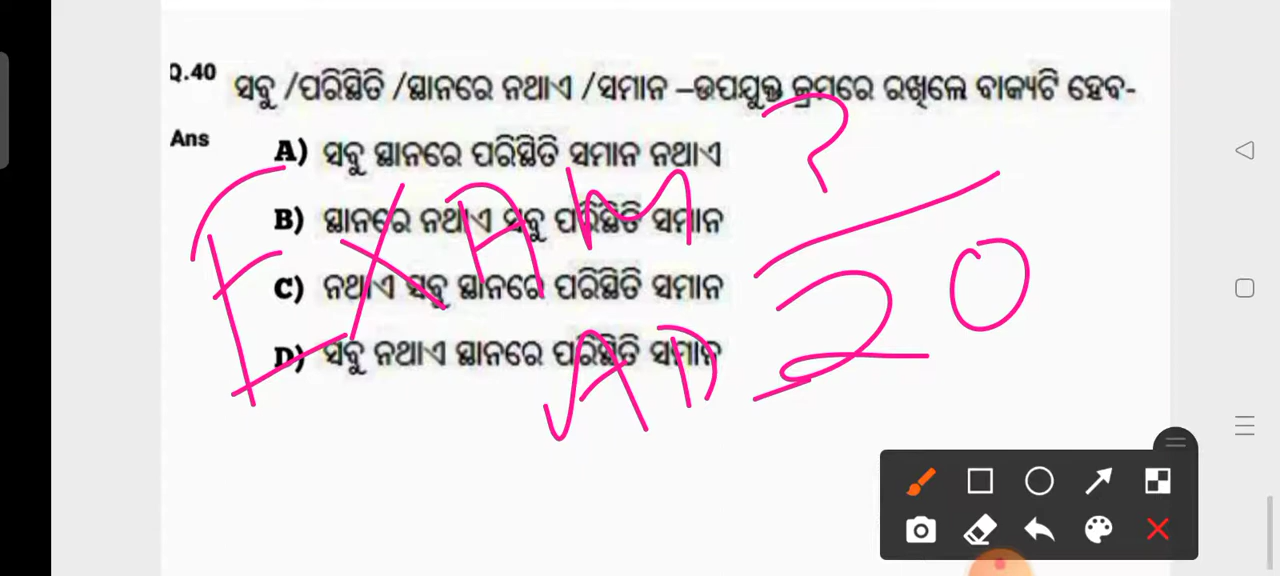 Q.40 ସବୁ /ପରିସ୍ଥିତି /ସ୍ଥାନରେ ନଥାଏ /ସମାନ –ଉପଯୁକ୍ତ କ୍ରମରେ ରଖିଲେ ବାକ୍ୟଟି ହେବ-
Ans A) ସବୁ ସ୍ଥାନରେ ପରିସ୍ଥିତି ସମାନ ନଥାଏ
B) ସ୍ଥାନରେ ନଥାଏ ସବୁ ପରିସ୍ଥିତି ସମାନ
C) ନଥାଏ ସବୁ ସ୍ଥାନରେ ପରିସ୍ଥିତି ସମାନ
D) ସବୁ ନଥାଏ ସ୍ଥାନରେ ପରିସ୍ଥିତି ସମାନ
?
EXAM
20